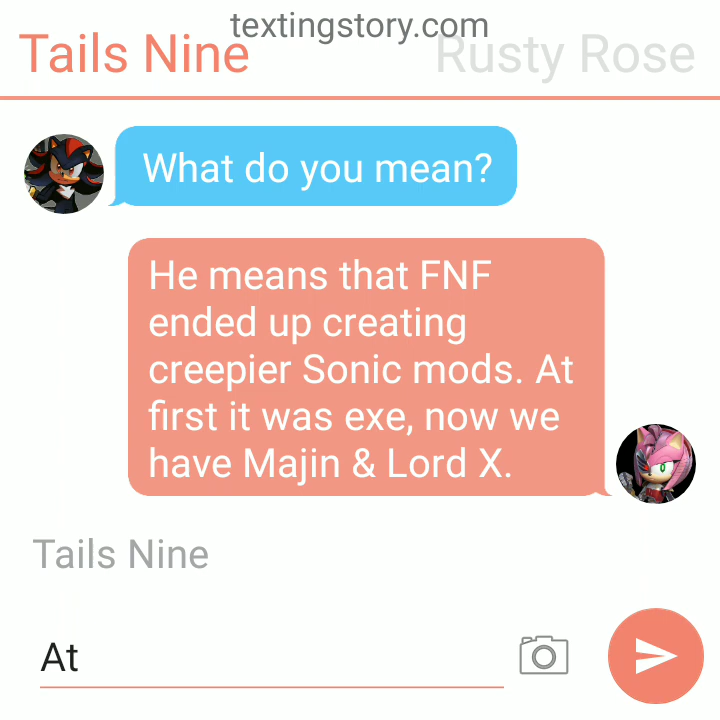 textingstory.com
Tails Nine
Rusty Rose
What do you mean?
He means that FNF
ended up creating
creepier Sonic mods. At
first it was exe, now we
have Majin & Lord X.
Tails Nine
At